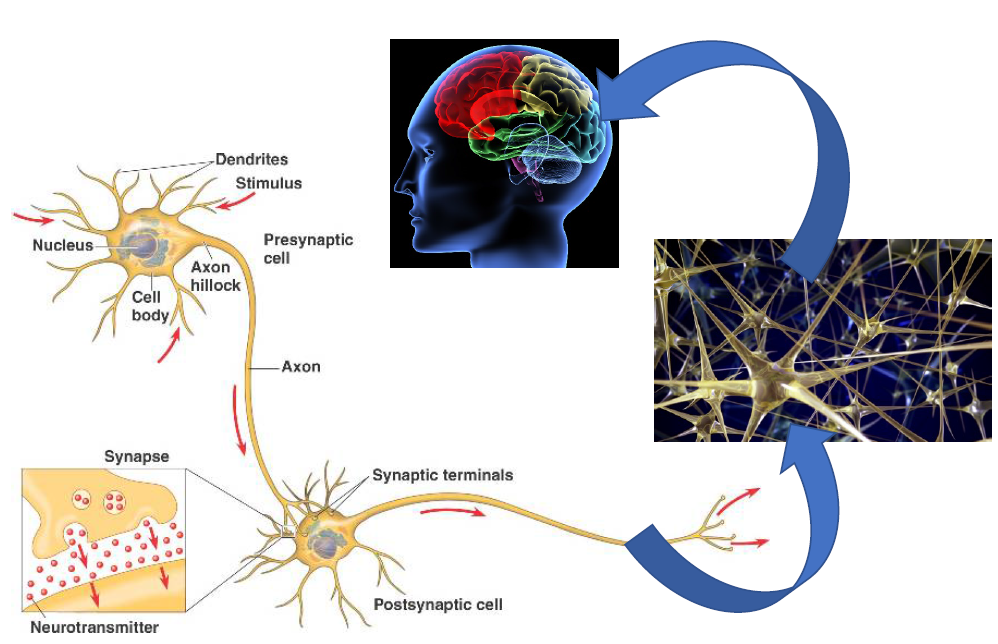 Dendrites
Stimulus
Nucleus
Presynaptic
cell
Axon
hillock
Cell
body
Axon
Synapse
Synaptic terminals
Postsynaptic cell
Neurotransmitter